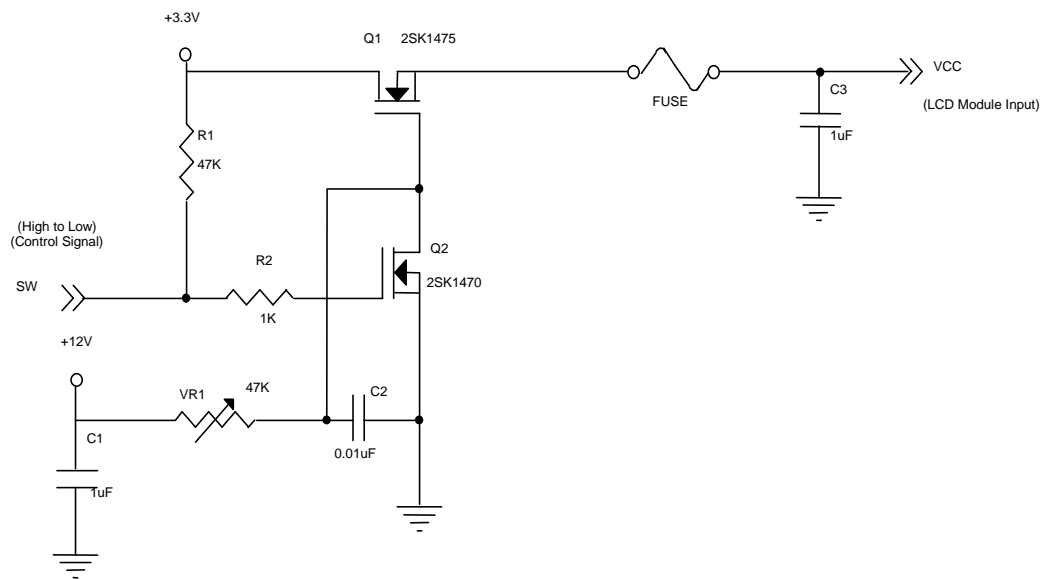 +3.3V
Q1 2SK1475
VCC
FUSE
C3
(LCD Module Input)
R1
1uF
47K
(High to Low)
(Control Signal)
Q2
R2
SW
2SK1470
1K
+12V
VR1
47K
C2
C1
0.01uF
1uF